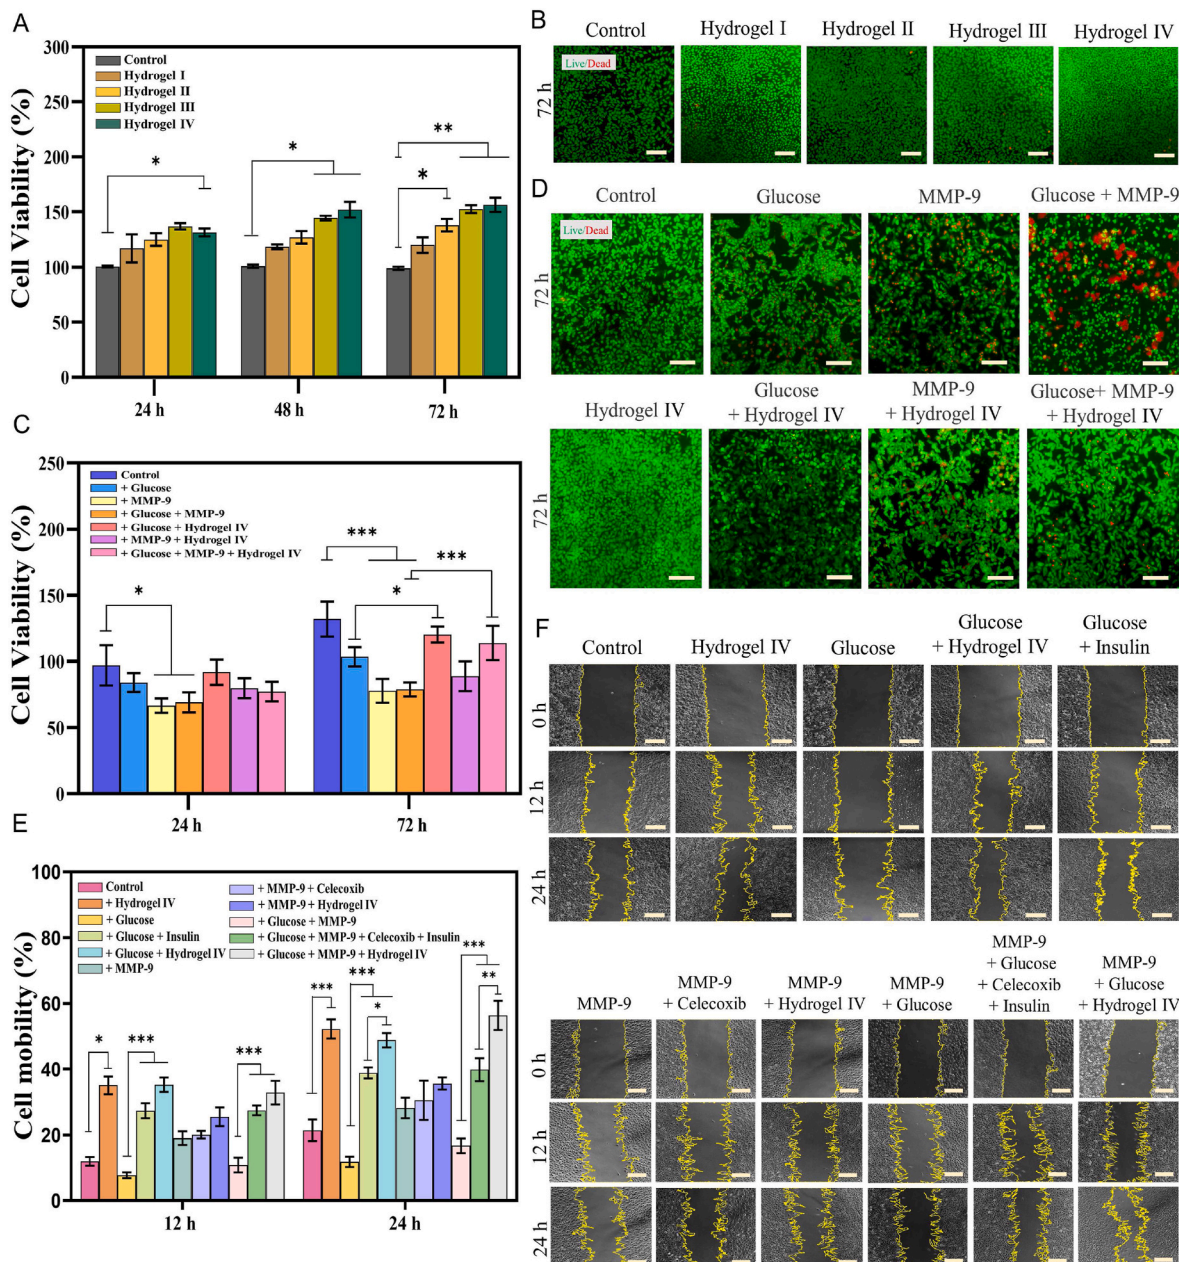 A
Cell Viability (%)
300
250
200
150
100
50
0
Control
Hydrogel I
Hydrogel II
Hydrogel III
Hydrogel IV
*
*
**
*
24 h
48 h
72 h
B
Control
Hydrogel I
Hydrogel II
Hydrogel III
Hydrogel IV
72 h
Live/Dead
C
Cell Viability (%)
250
200
150
100
50
0
Control
+ Glucose
+ MMP-9
+ Glucose + MMP-9
+ Glucose + Hydrogel IV
+ MMP-9 + Hydrogel IV
+ Glucose + MMP-9 + Hydrogel IV
*
***
***
*
24 h
72 h
D
Control
Glucose
MMP-9
Glucose + MMP-9
72 h
Live/Dead
Hydrogel IV
Glucose
+ Hydrogel IV
MMP-9
+ Hydrogel IV
Glucose+ MMP-9
+ Hydrogel IV
72 h
E
Cell mobility (%)
100
80
60
40
20
0
Control
+ Hydrogel IV
+ Glucose
+ Glucose + Insulin
+ Glucose + Hydrogel IV
+ MMP-9
+ MMP-9 + Celecoxib
+ MMP-9 + Hydrogel IV
+ Glucose + MMP-9
+ Glucose + MMP-9 + Celecoxib + Insulin
+ Glucose + MMP-9 + Hydrogel IV
*
***
***
***
***
*
***
**
12 h
24 h
F
Control
Hydrogel IV
Glucose
Glucose
+ Hydrogel IV
Glucose
+ Insulin
0 h
12 h
24 h
MMP-9
MMP-9
+ Celecoxib
MMP-9
+ Hydrogel IV
MMP-9
+ Glucose
MMP-9
+ Glucose
+ Celecoxib
+ Insulin
MMP-9
+ Glucose
+ Hydrogel IV
0 h
12 h
24 h